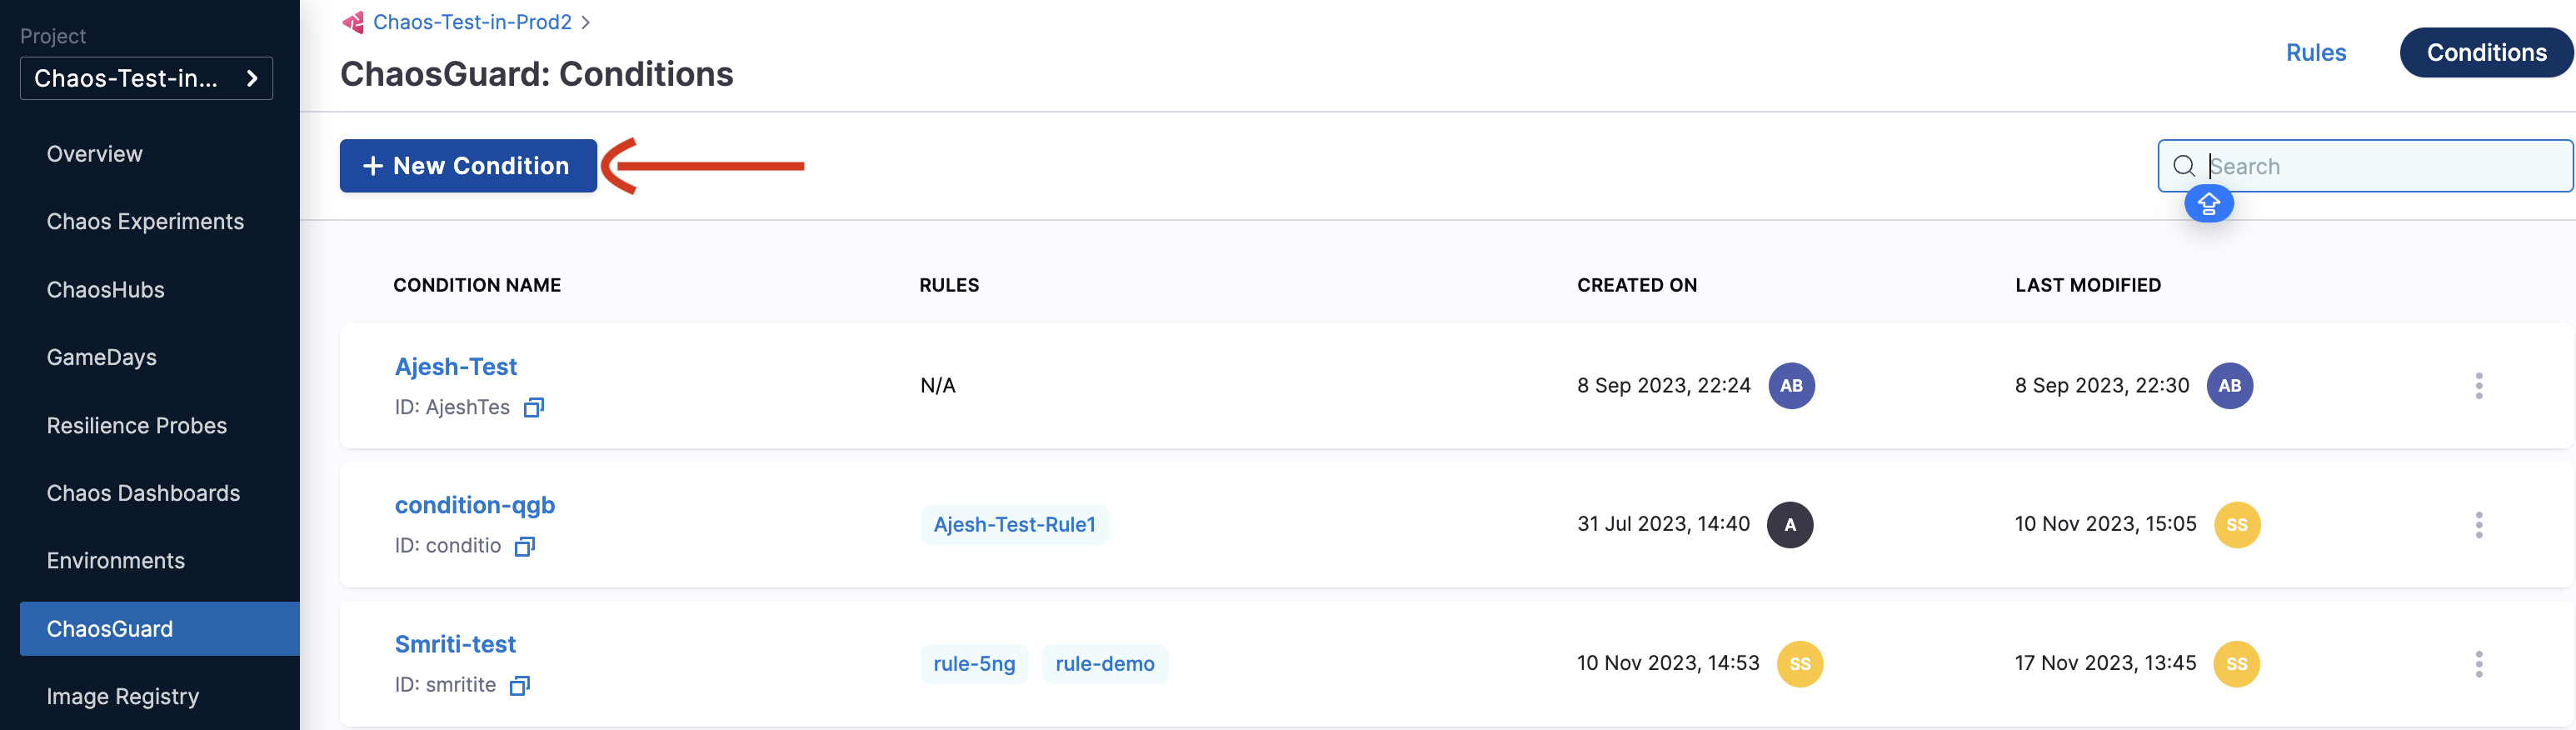 Project
Chaos-Test-in...
Overview
Chaos Experiments
ChaosHubs
GameDays
Resilience Probes
Chaos Dashboards
Environments
ChaosGuard
Image Registry
Chaos-Test-in-Prod2
ChaosGuard: Conditions
Rules
Conditions
+ New Condition
Search
CONDITION NAME RULES CREATED ON LAST MODIFIED
Ajesh-Test
ID: AjeshTes
N/A
8 Sep 2023, 22:24 AB
8 Sep 2023, 22:30 AB
condition-qgb
ID: conditio
Ajesh-Test-Rule1
31 Jul 2023, 14:40 A
10 Nov 2023, 15:05 SS
Smriti-test
ID: smritite
rule-5ng rule-demo
10 Nov 2023, 14:53 SS
17 Nov 2023, 13:45 SS